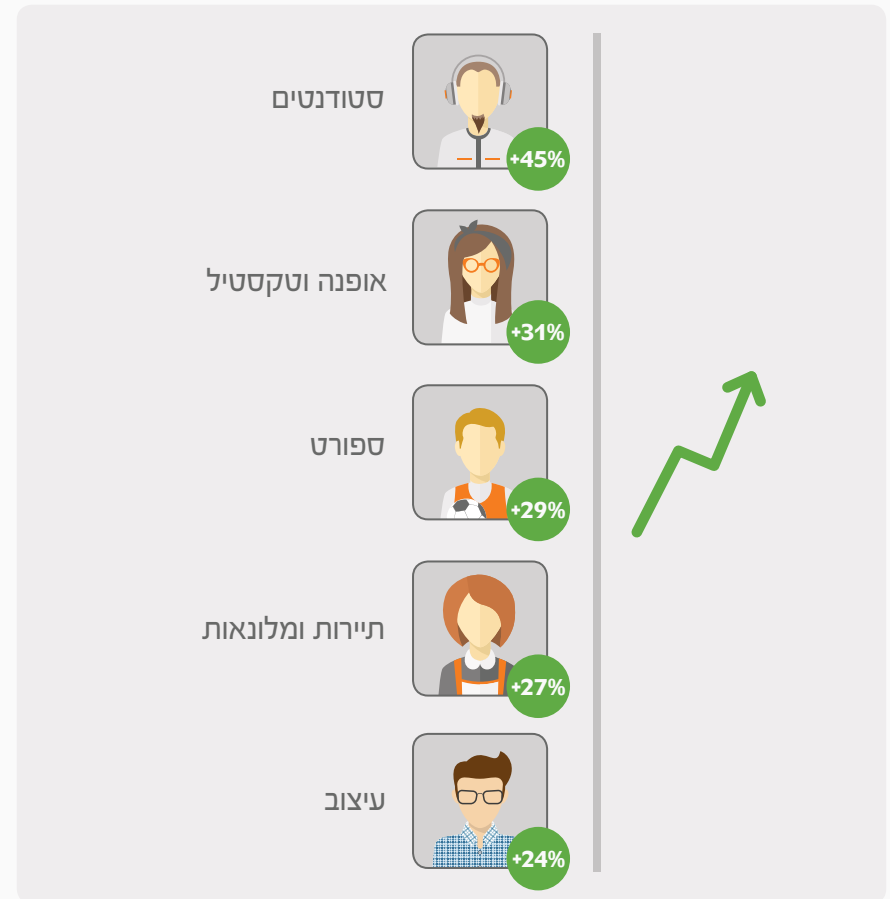 סטודנטים
+45%
אופנה וטקסטיל
+31%
ספורט
+29%
תיירות ומלונאות
+27%
עיצוב
+24%